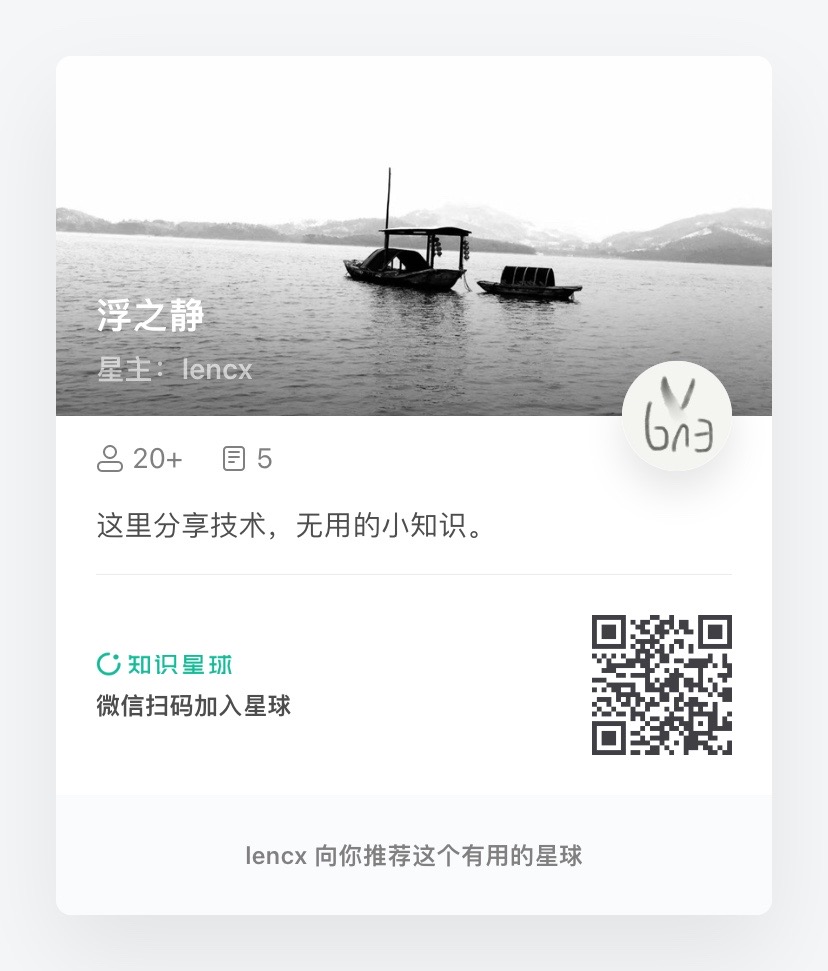 浮之静
星主：lencx
20+ 5
这里分享技术，无用的小知识。
知识星球
微信扫码加入星球
lencx 向你推荐这个有用的星球